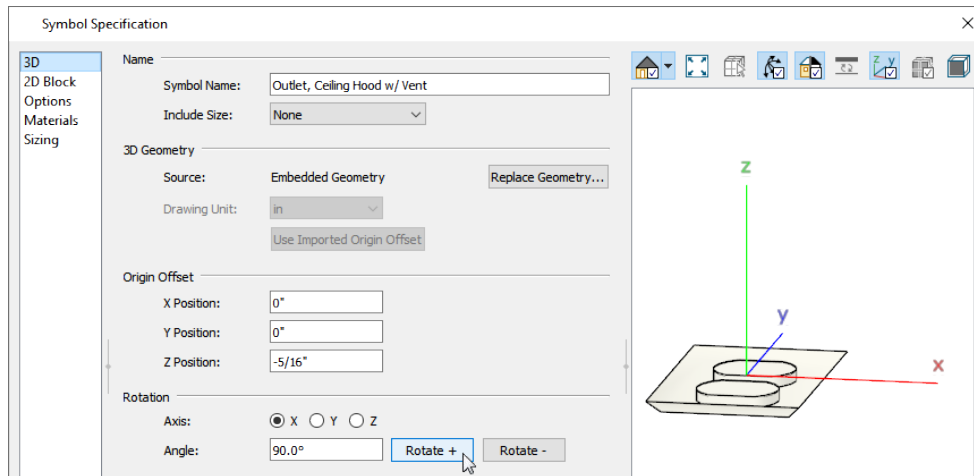 Symbol Specification
3D
2D Block
Options
Materials
Sizing
Name
Symbol Name: Outlet, Ceiling Hood w/ Vent
Include Size: None
3D Geometry
Source: Embedded Geometry Replace Geometry...
Drawing Unit: in
Use Imported Origin Offset
Origin Offset
X Position: 0"
Y Position: 0"
Z Position: -5/16"
Rotation
Axis: X Y Z
Angle: 90.0° Rotate + Rotate -
z y
z
y
x